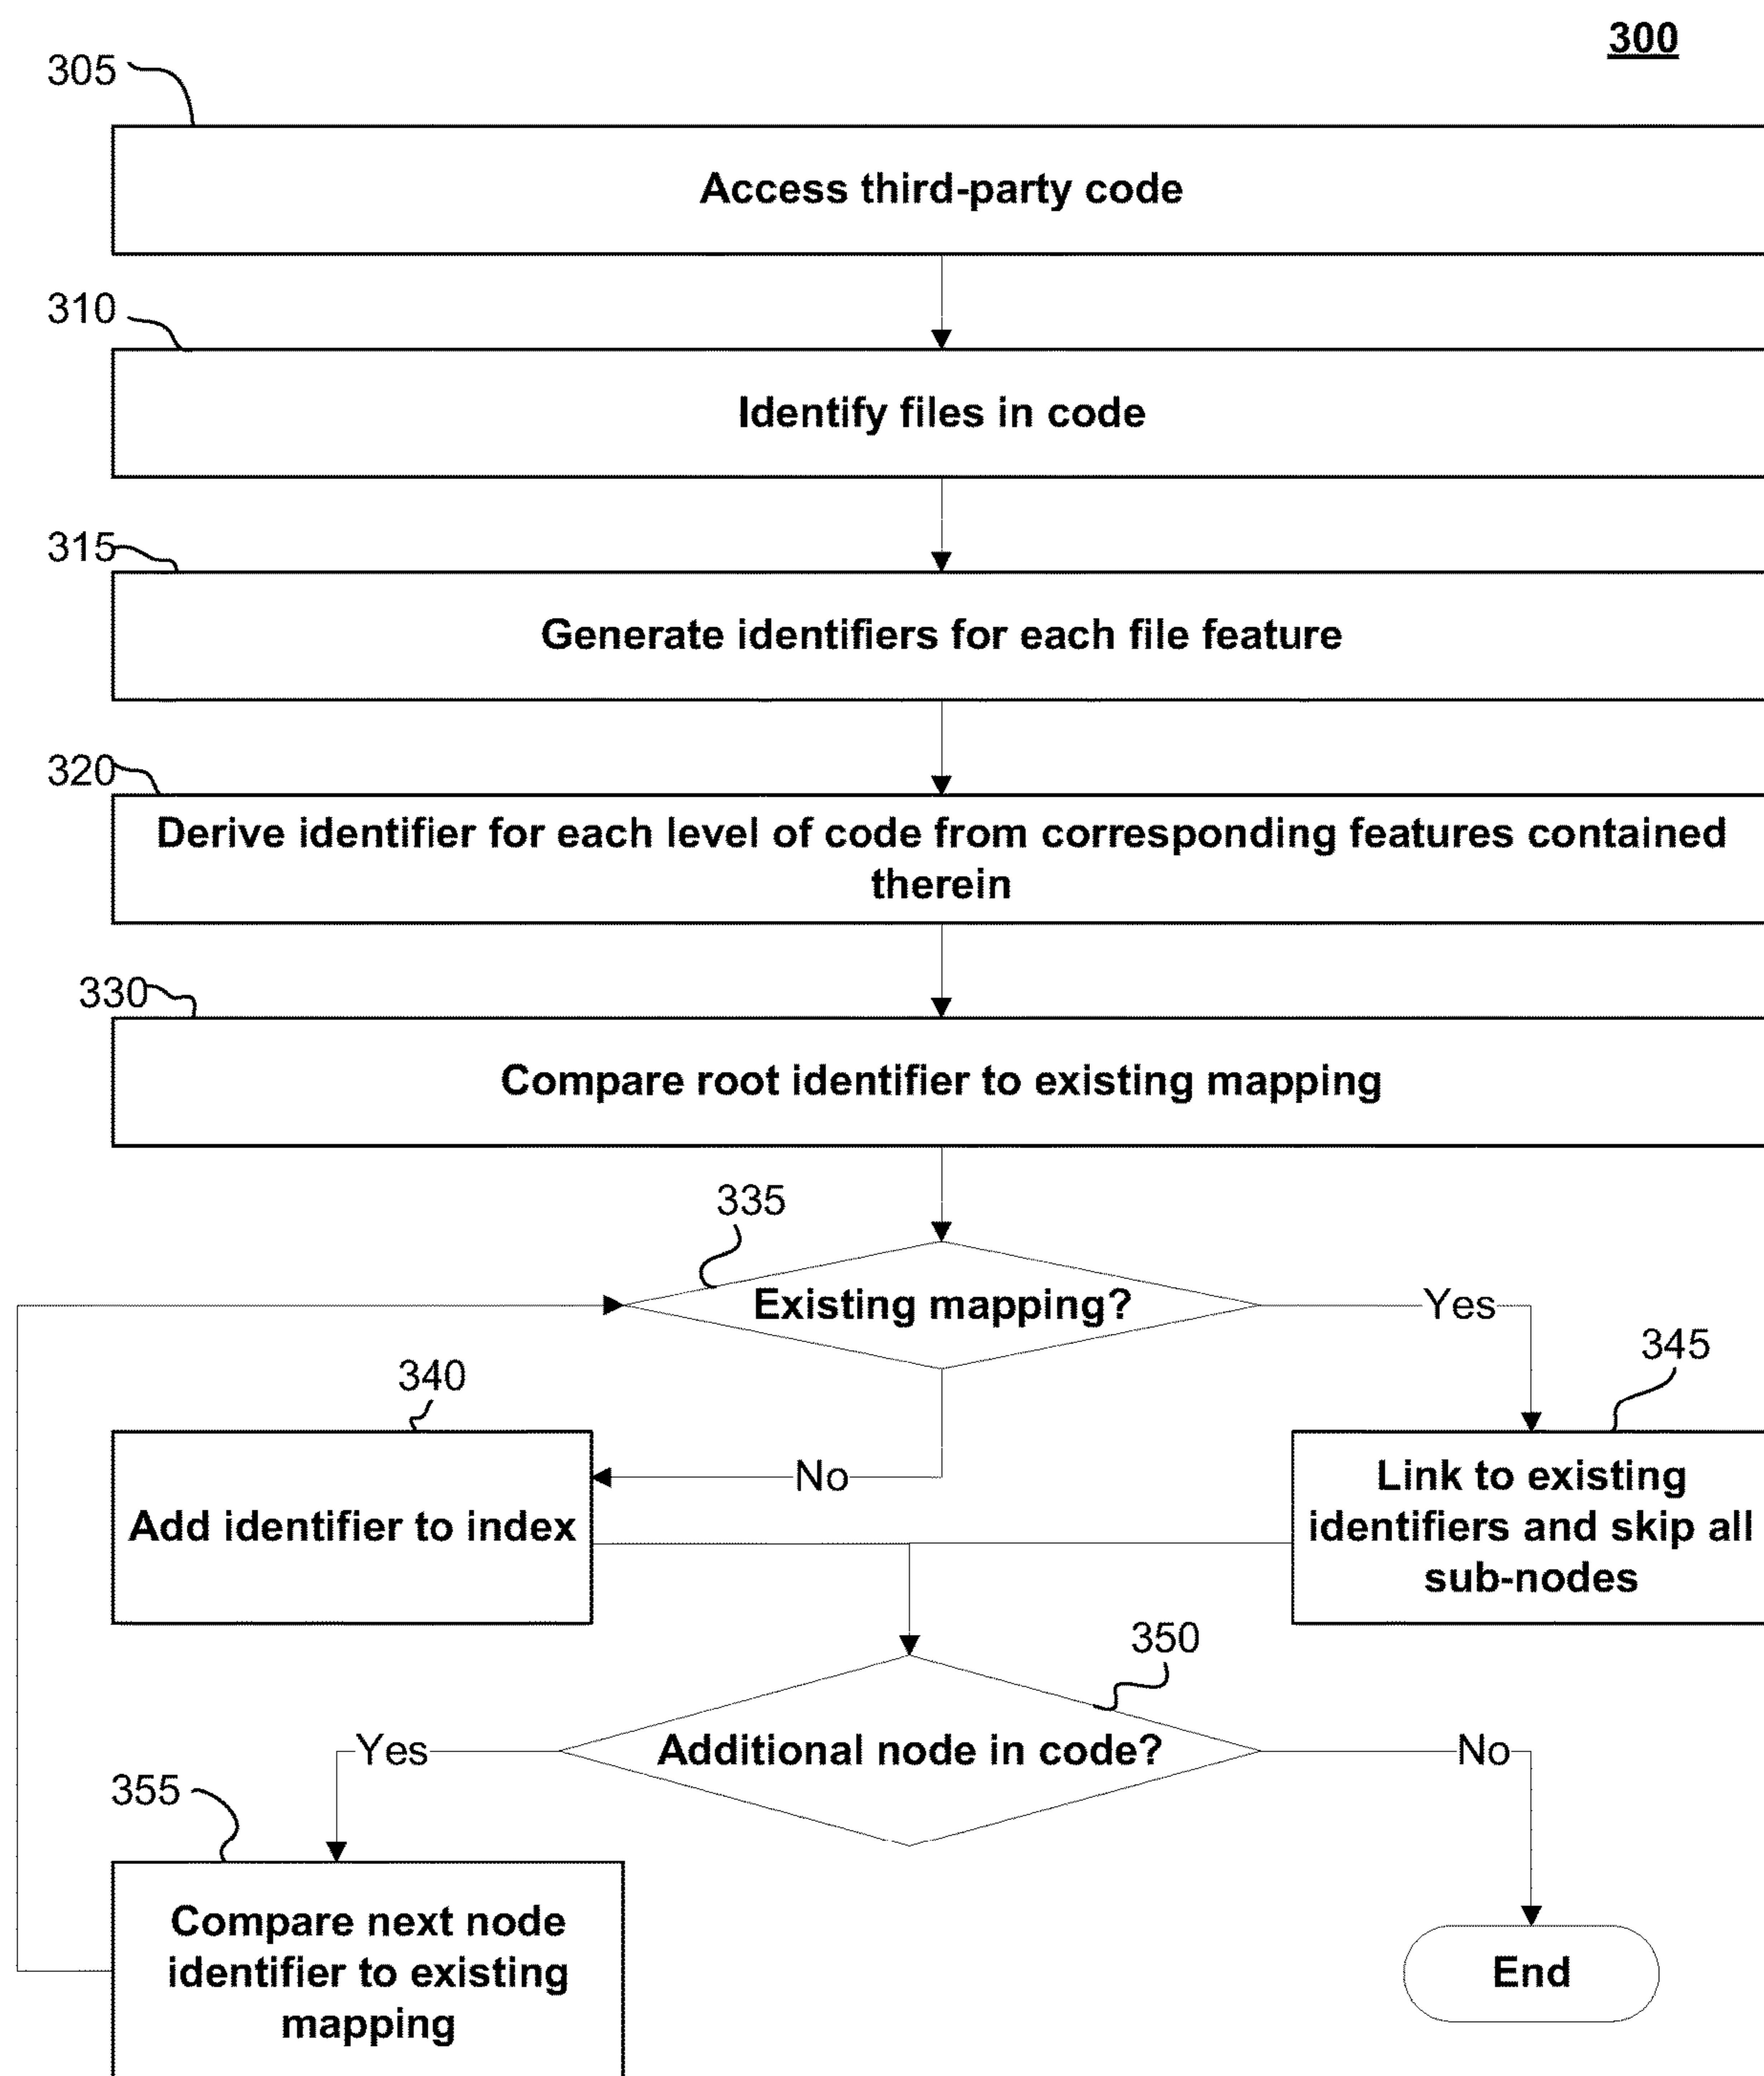 300
305
Access third-party code
310
Identify files in code
315
Generate identifiers for each file feature
320
Derive identifier for each level of code from corresponding features contained
therein
330
Compare root identifier to existing mapping
335
Existing mapping?
Yes
345
340
No
Link to existing
identifiers and skip all
sub-nodes
Add identifier to index
350
Additional node in code?
Yes
No
355
Compare next node
identifier to existing
mapping
End